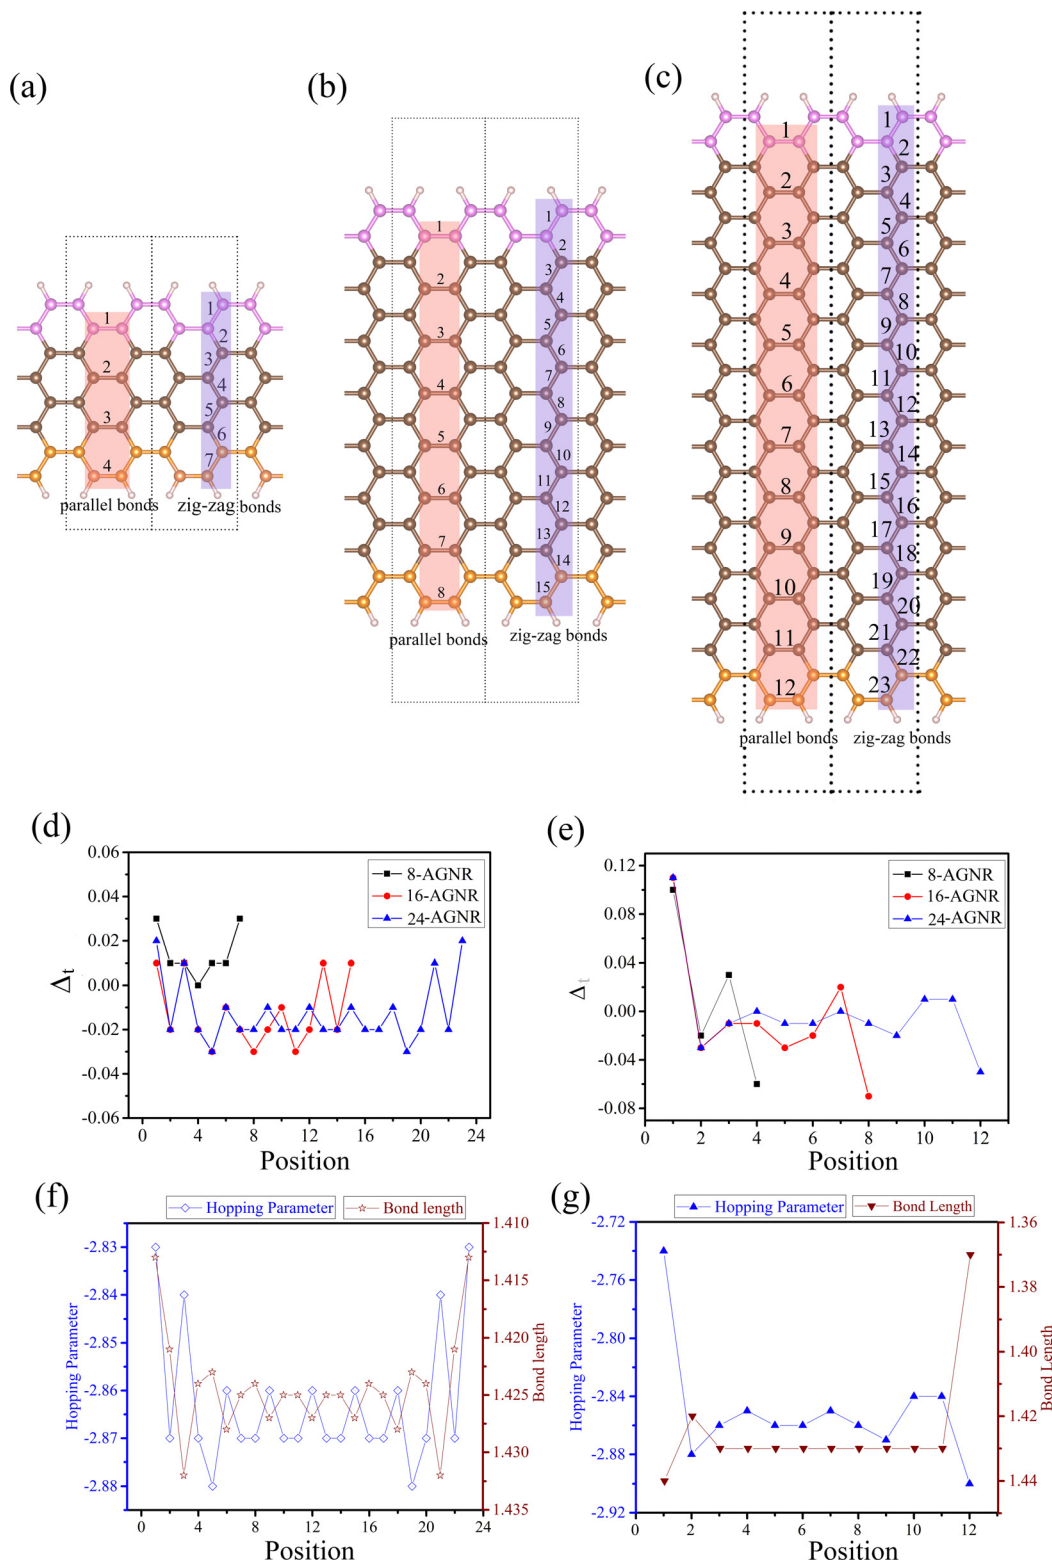 (a)
1
1
2
2
3
4
3
5
6
4
7
parallel bonds
zig-zag bonds
(b)
1
1
2
2
3
4
3
5
6
4
7
8
5
9
10
6
11
12
7
13
14
8
15
parallel bonds
zig-zag bonds
(c)
1
1
2
2
3
4
3
5
6
4
7
8
5
9
10
6
11
12
7
13
14
8
15
16
9
17
18
10
19
20
11
21
22
12
23
parallel bonds
zig-zag bonds
(d)
0.06
0.04
0.02
0.00
-0.02
-0.04
-0.06
Δt
8-AGNR
16-AGNR
24-AGNR
0 4 8 12 16 20 24
Position
(e)
0.12
0.08
0.04
0.00
-0.04
-0.08
Δt
8-AGNR
16-AGNR
24-AGNR
0 2 4 6 8 10 12
Position
(f)
Hopping Parameter
Bond length
-2.83
-2.84
-2.85
-2.86
-2.87
-2.88
Hopping Parameter
1.410
1.415
1.420
1.425
1.430
1.435
Bond length
0 4 8 12 16 20 24
Position
(g)
Hopping Parameter
Bond Length
-2.72
-2.76
-2.80
-2.84
-2.88
-2.92
Hopping Parameter
1.36
1.38
1.40
1.42
1.44
Bond Length
0 2 4 6 8 10 12
Position